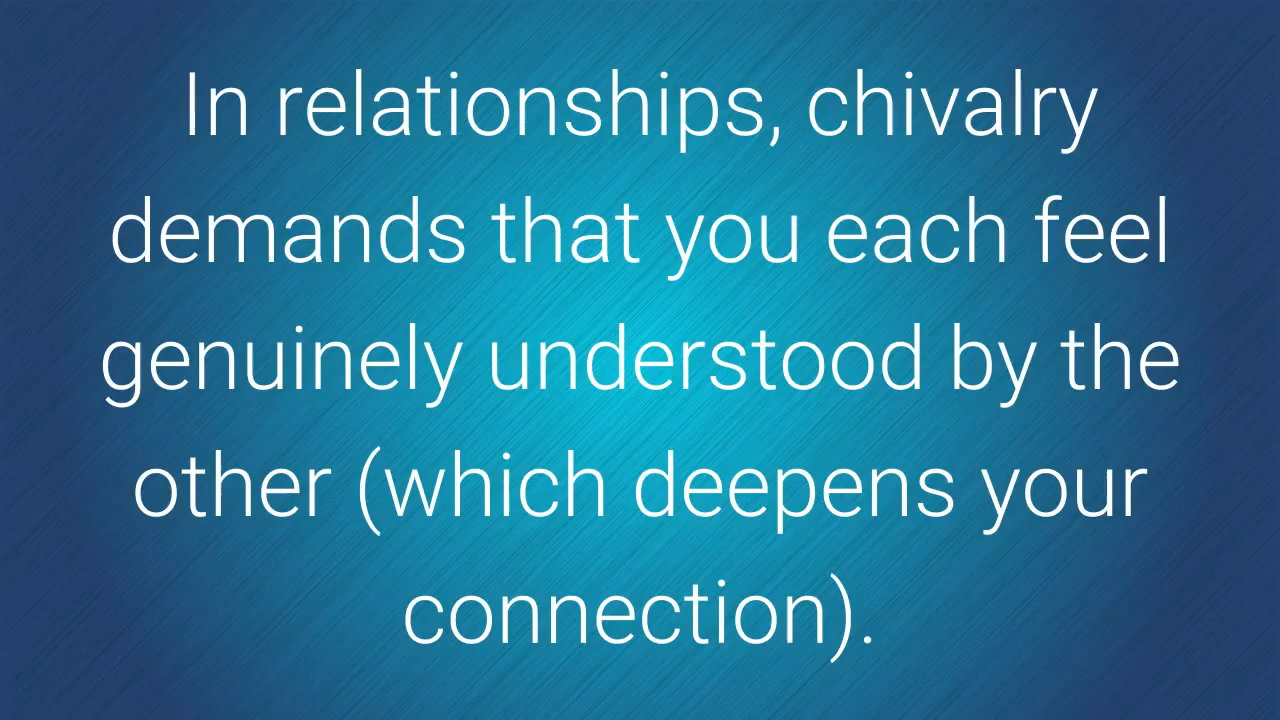 In relationships, chivalry
demands that you each feel
genuinely understood by the
other (which deepens your
connection).